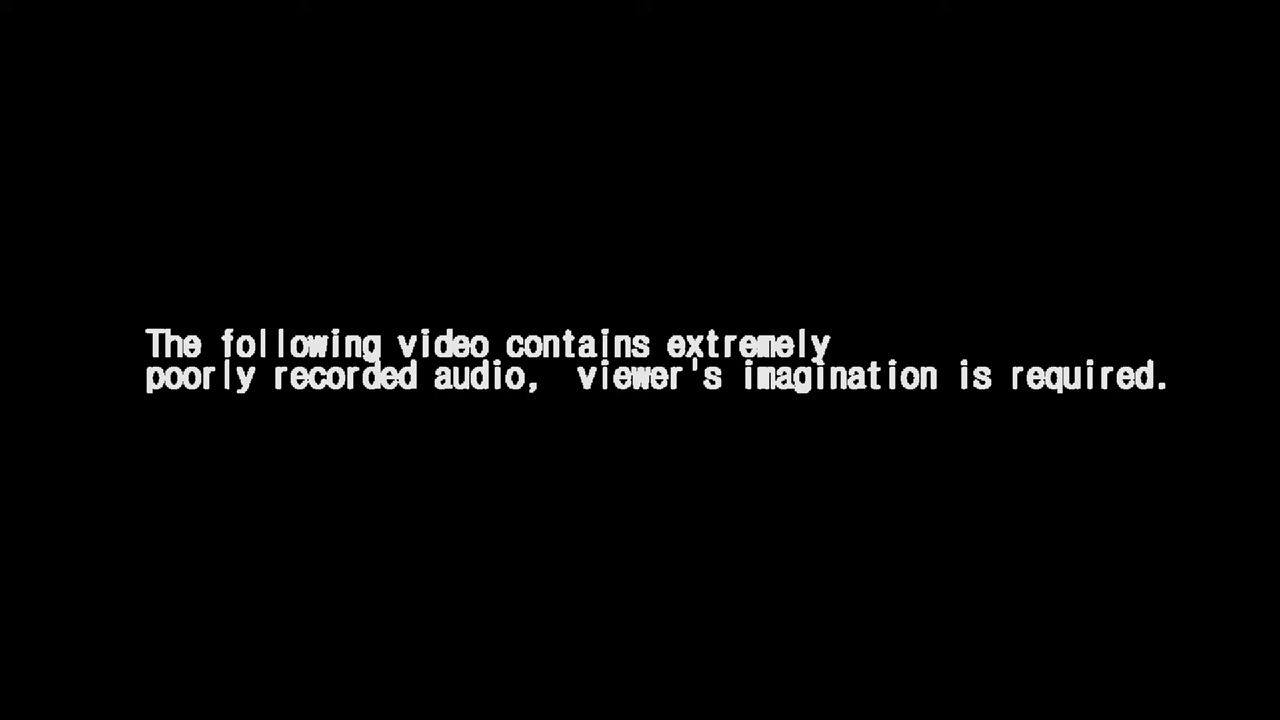 The following video contains extremely
poorly recorded audio, viewer's imagination is required.